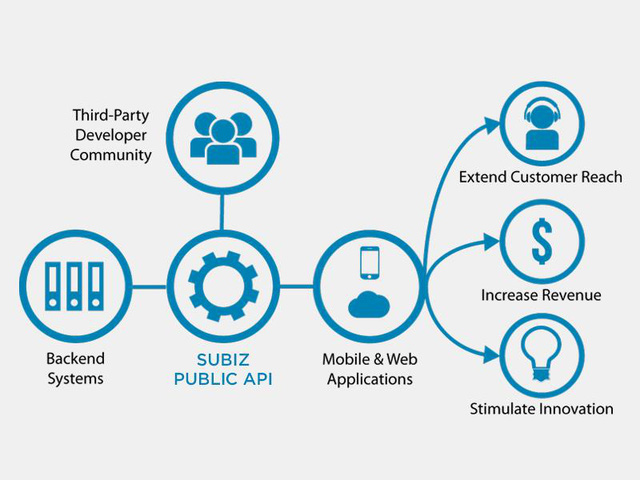 Third-Party
Developer
Community
Extend Customer Reach
Increase Revenue
Backend
Systems
SUBIZ
PUBLIC API
Mobile & Web
Applications
Stimulate Innovation